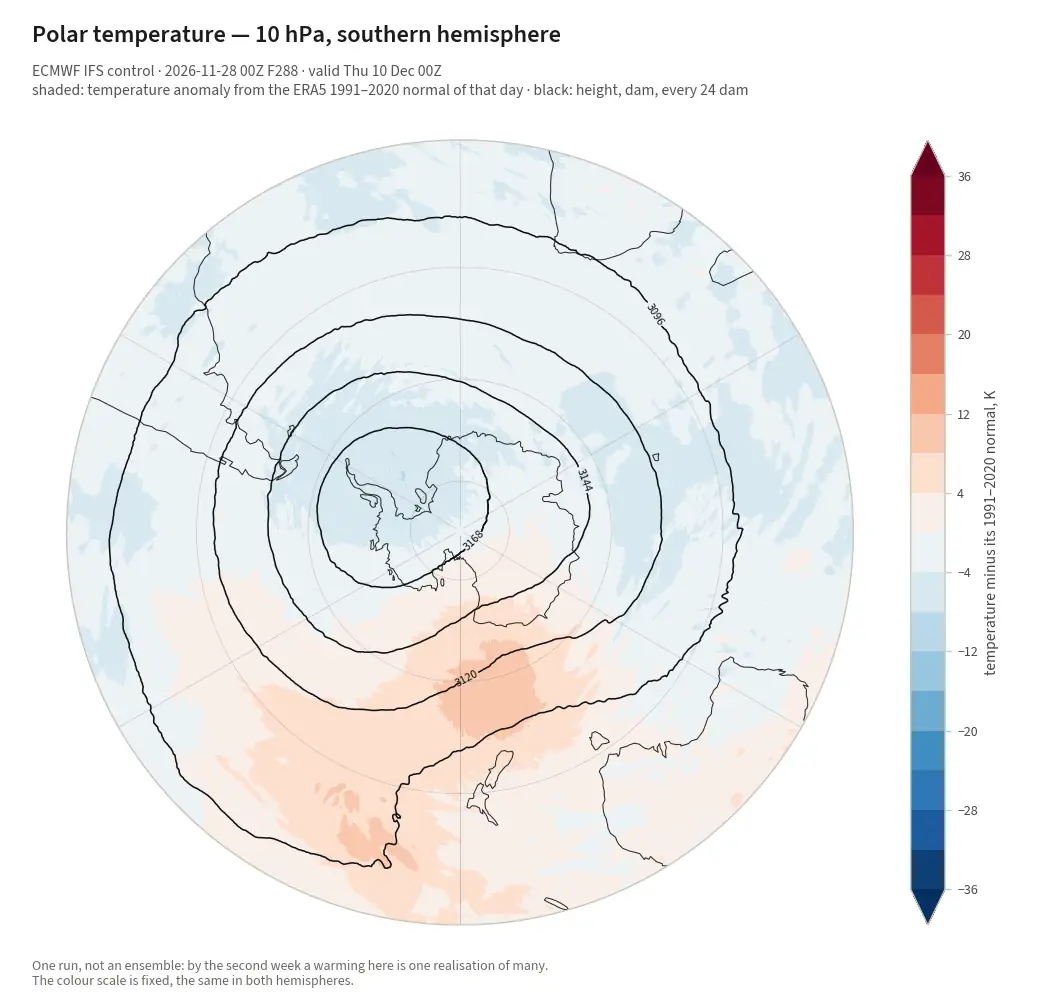 Polar temperature — 10 hPa, southern hemisphere
ECMWF IFS control · 2026-11-28 00Z F288 · valid Thu 10 Dec 00Z
shaded: temperature anomaly from the ERA5 1991–2020 normal of that day · black: height, dam, every 24 dam
3096
3144
3168
3120
36
28
20
12
4
−4
−12
−20
−28
−36
temperature minus its 1991–2020 normal, K
One run, not an ensemble: by the second week a warming here is one realisation of many.
The colour scale is fixed, the same in both hemispheres.